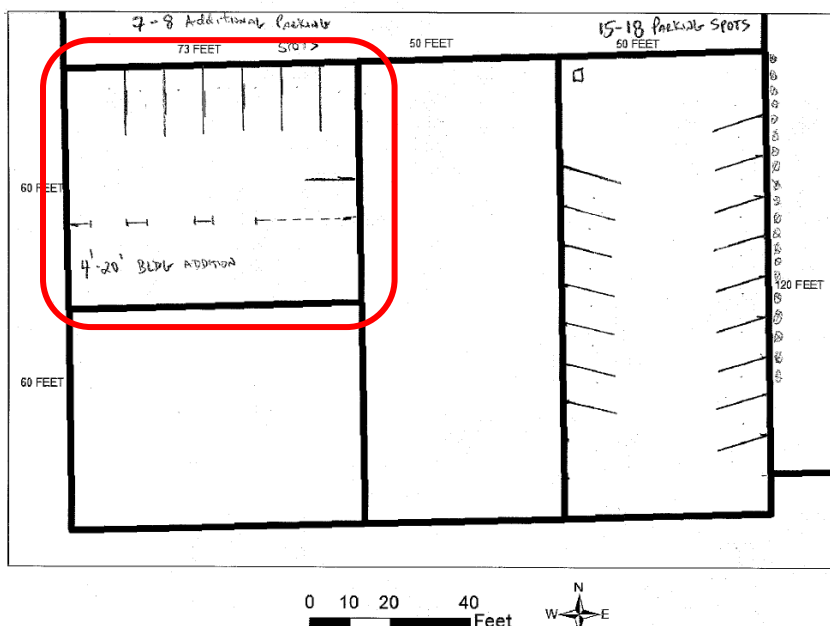 7-8 Additional Parking
Spots
15-18 Parking Spots
73 FEET
50 FEET
50 FEET
60 FEET
4'-20' BLDG ADDITION
120 FEET
60 FEET
0 10 20 40
Feet
N
W E